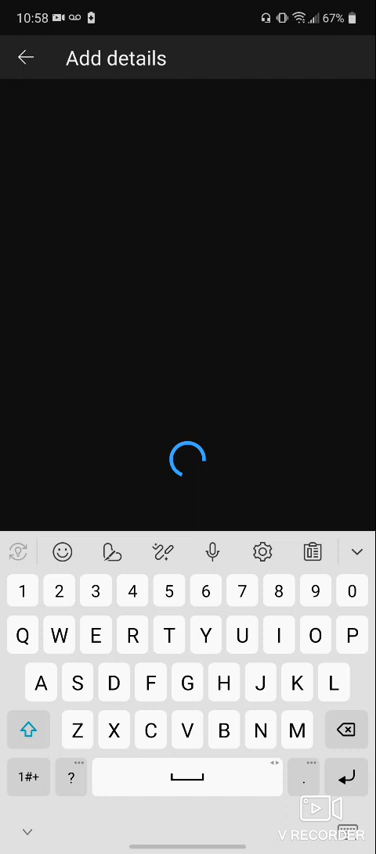 10:58 67%
Add details
1 2 3 4 5 6 7 8 9 0
Q W E R T Y U I O P
A S D F G H J K L
Z X C V B N M
1#+ ? .
V RECORDER